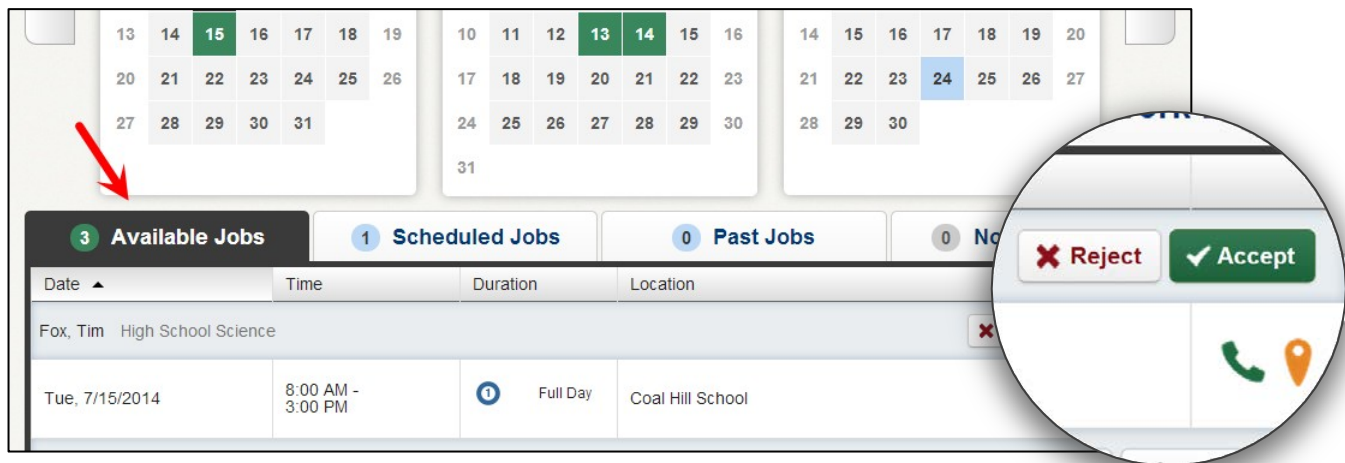 13 14 15 16 17 18 19 10 11 12 13 14 15 16 14 15 16 17 18 19 20
20 21 22 23 24 25 26 17 18 19 20 21 22 23 21 22 23 24 25 26 27
27 28 29 30 31 24 25 26 27 28 29 30 28 29 30
31
3 Available Jobs 1 Scheduled Jobs 0 Past Jobs 0
Date Time Duration Location
Reject Accept
Fox, Tim High School Science
Tue, 7/15/2014 8:00 AM - 3:00 PM 1 Full Day Coal Hill School